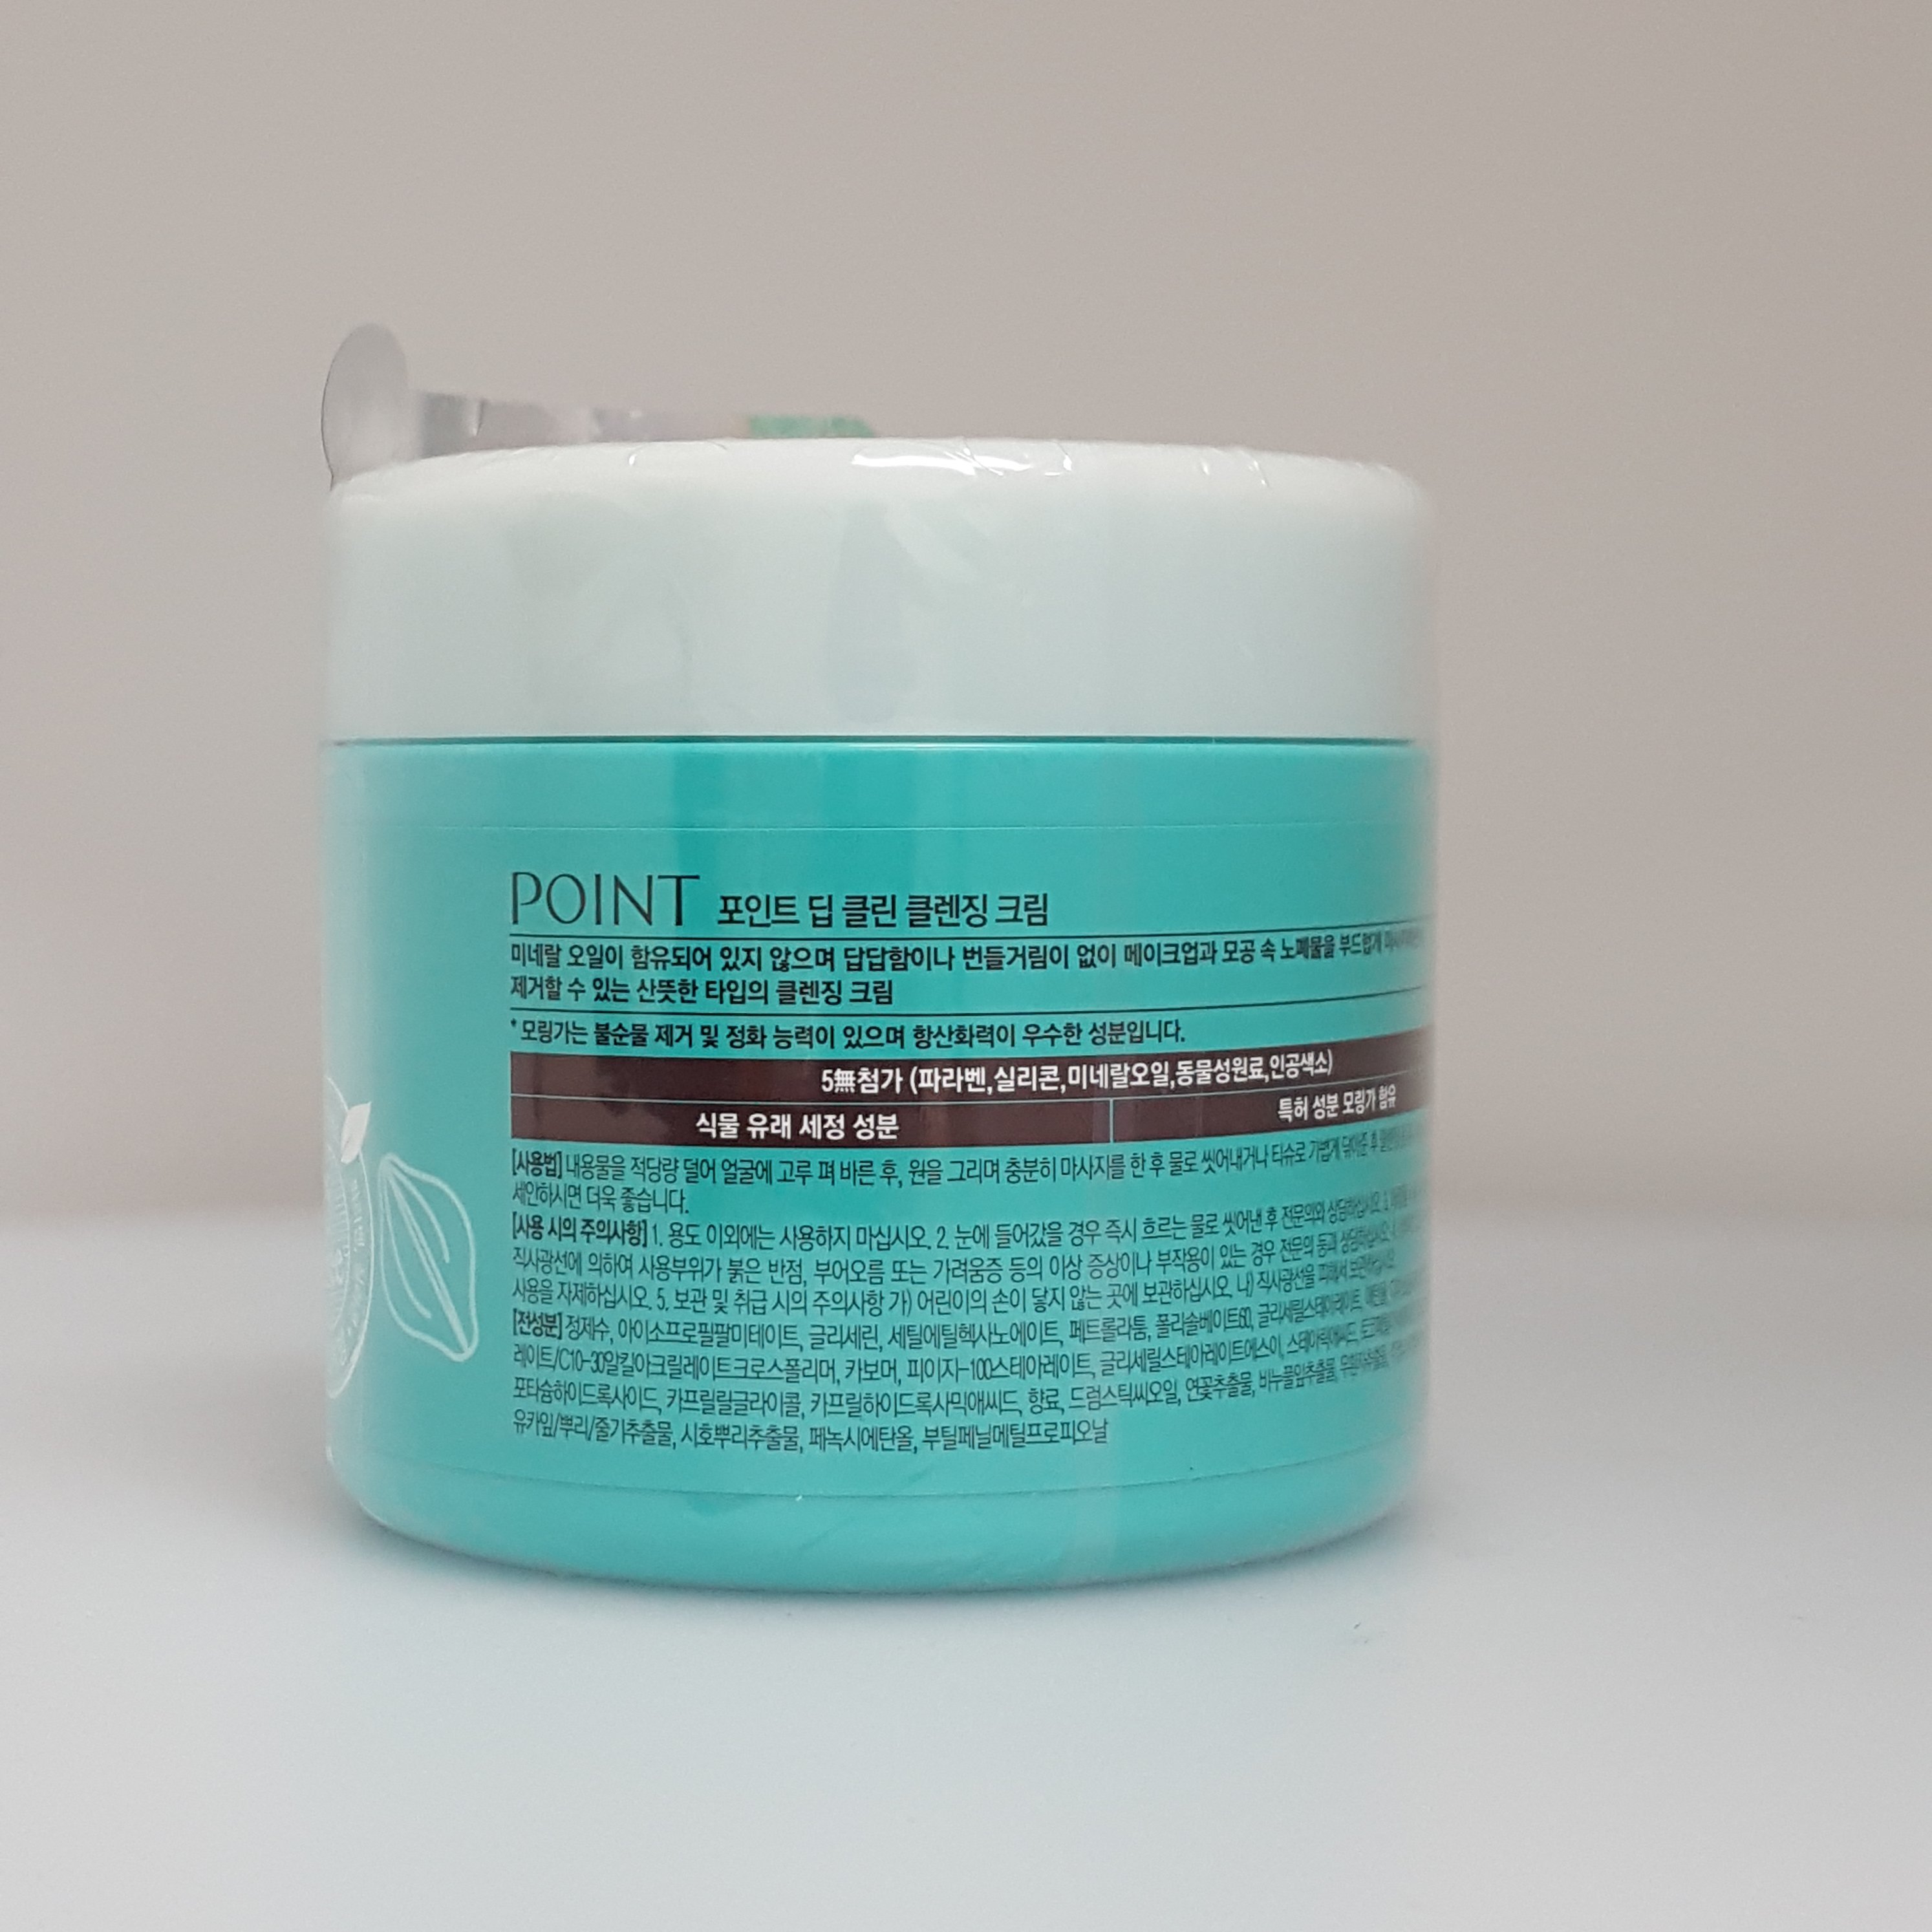 POINT 포인트 딥 클린 클렌징 크림
미네랄 오일이 함유되어 있지 않으며 답답함이나 번들거림이 없이 메이크업과 모공 속 노폐물을 부드럽게
제거할 수 있는 산뜻한 타입의 클렌징 크림
* 모링가는 불순물 제거 및 정화 능력이 있으며 항산화력이 우수한 성분입니다.
5無첨가 (파라벤,실리콘,미네랄오일,동물성원료,인공색소)
식물 유래 세정 성분
특허 성분 모링가 함유
[사용법] 내용물을 적당량 덜어 얼굴에 고루 펴 바른 후, 원을 그리며 충분히 마사지를 한 후 물로 씻어내거나 티슈로 가볍게 닦아준 후
세안하시면 더욱 좋습니다.
[사용 시의 주의사항] 1. 용도 이외에는 사용하지 마십시오. 2. 눈에 들어갔을 경우 즉시 흐르는 물로 씻어낸 후 전문의와 상담하십시오. 3.
직사광선에 의하여 사용부위가 붉은 반점, 부어오름 또는 가려움증 등의 이상 증상이나 부작용이 있는 경우 전문의 등과 상담하십시오. 4.
사용을 자제하십시오. 5. 보관 및 취급 시의 주의사항 가) 어린이의 손이 닿지 않는 곳에 보관하십시오. 나) 직사광선을 피해서 보관하십시오.
[전성분] 정제수, 아이소프로필팔미테이트, 글리세린, 세틸에틸헥사노에이트, 페트롤라툼, 폴리솔베이트60, 글리세릴스테아레이트,
레이트/C10-30알킬아크릴레이트크로스폴리머, 카보머, 피이지-100스테아레이트, 글리세릴스테아레이트에스이, 스테아릭애씨드,
포타슘하이드록사이드, 카프릴릴글라이콜, 카프릴하이드록사믹애씨드, 향료, 드럼스틱씨오일, 연꽃추출물, 비누풀잎추출물, 무환자추출물,
유카잎/뿌리/줄기추출물, 시호뿌리추출물, 페녹시에탄올, 부틸페닐메틸프로피오날